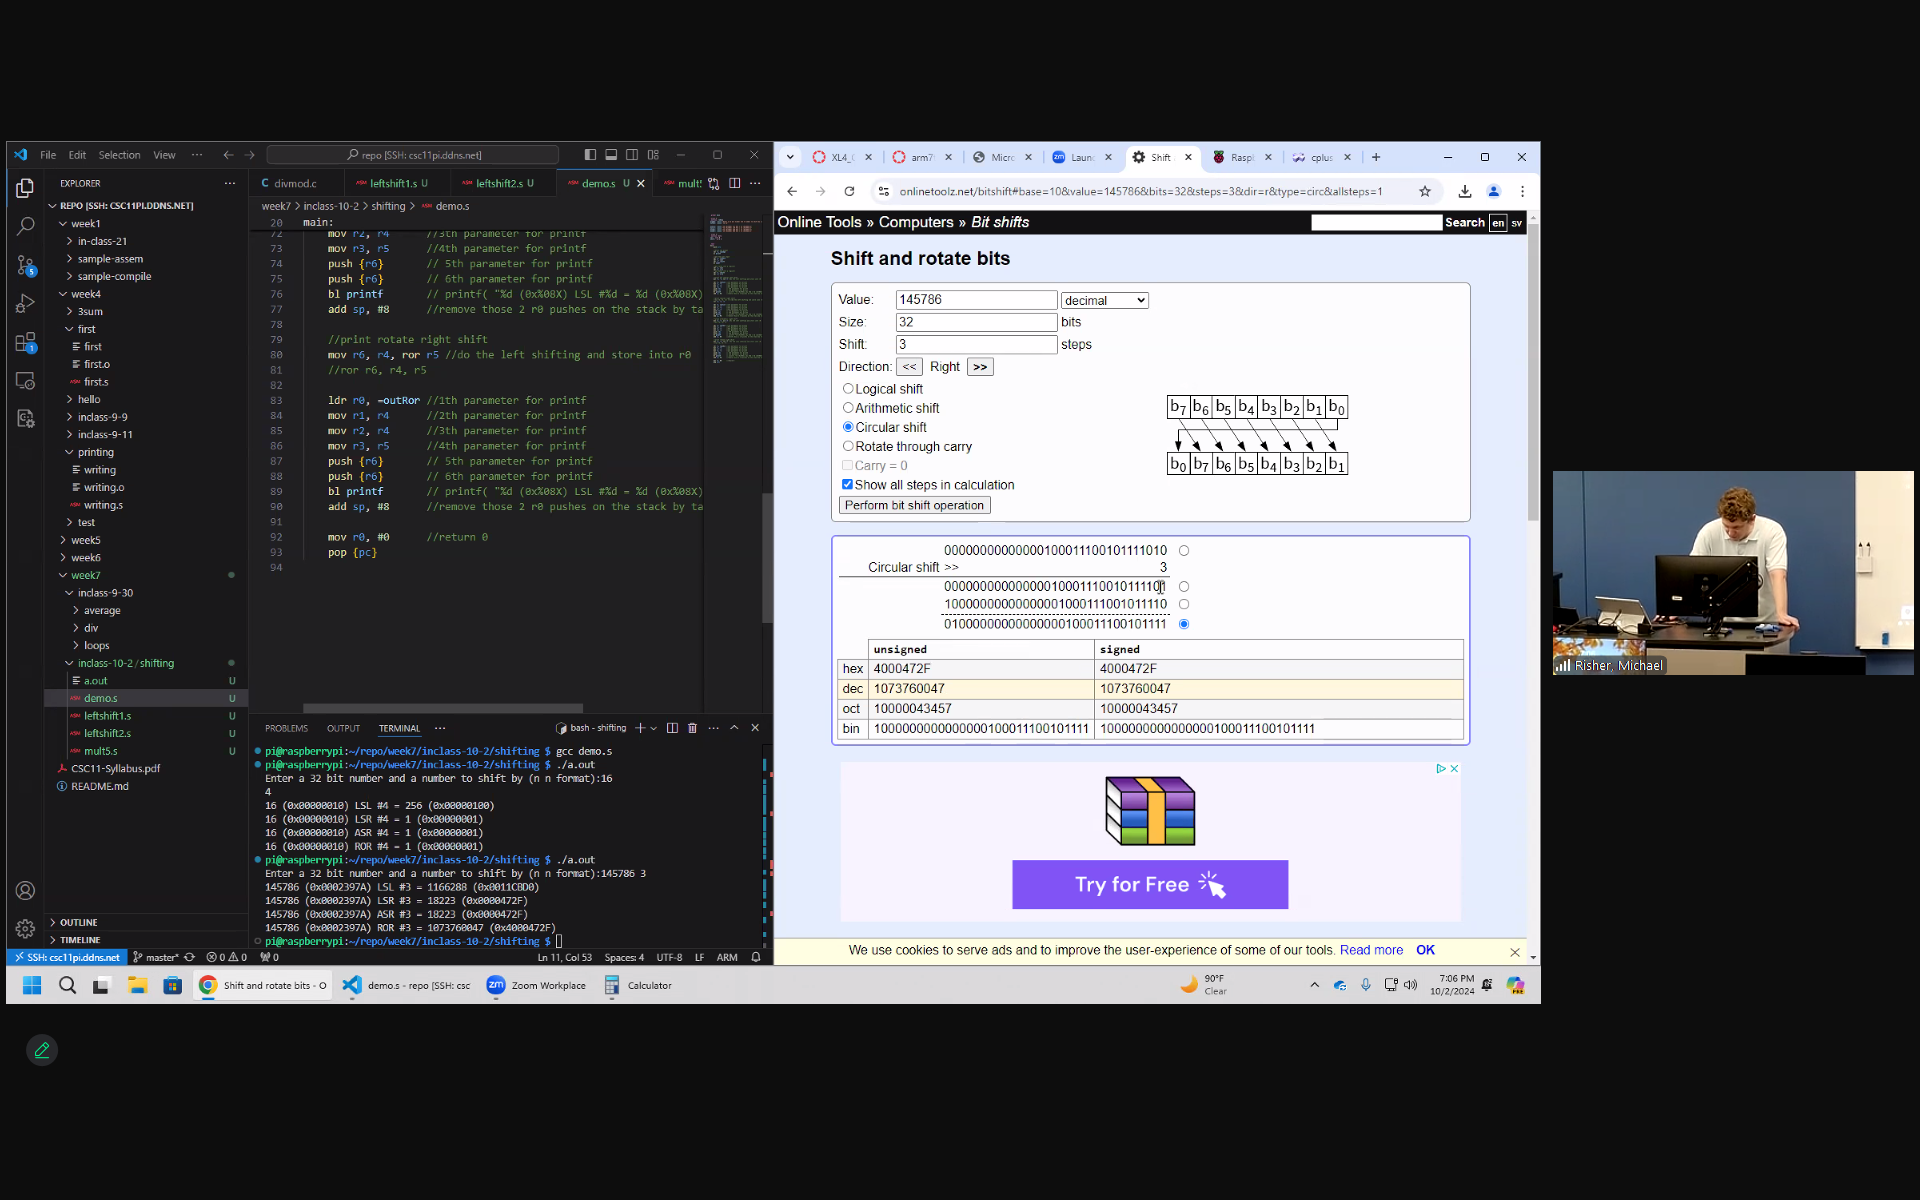 File Edit Selection View ···
repo [SSH: csc11pi.ddns.net]
EXPLORER
REPO [SSH: CSC11PI.DDNS.NET]
week1
in-class-21
sample-assem
sample-compile
week4
3sum
first
first
first.o
first.s
hello
inclass-9-9
inclass-9-11
printing
writing
writing.o
writing.s
test
week5
week6
week7
inclass-9-30
average
div
loops
inclass-10-2 / shifting
a.out U
demo.s U
leftshift1.s U
leftshift2.s U
mult5.s U
CSC11-Syllabus.pdf
README.md
OUTLINE
TIMELINE
divmod.c
leftshift1.s U
leftshift2.s U
demo.s U
week7 > inclass-10-2 > shifting > demo.s
20 main:
72 mov r2, r4 //3th parameter for printf
73 mov r3, r5 //4th parameter for printf
74 push {r6} // 5th parameter for printf
75 push {r6} // 6th parameter for printf
76 bl printf // printf( "%d (0x%08X) LSL #%d = %d (0x%08X)
77 add sp, #8 //remove those 2 r0 pushes on the stack by ta
78
79 //print rotate right shift
80 mov r6, r4, ror r5 //do the left shifting and store into r0
81 //ror r6, r4, r5
82
83 ldr r0, =outRor //1th parameter for printf
84 mov r1, r4 //2th parameter for printf
85 mov r2, r4 //3th parameter for printf
86 mov r3, r5 //4th parameter for printf
87 push {r6} // 5th parameter for printf
88 push {r6} // 6th parameter for printf
89 bl printf // printf( "%d (0x%08X) LSL #%d = %d (0x%08X)
90 add sp, #8 //remove those 2 r0 pushes on the stack by ta
91
92 mov r0, #0 //return 0
93 pop {pc}
94
PROBLEMS OUTPUT TERMINAL ···
bash - shifting
pi@raspberrypi:~/repo/week7/inclass-10-2/shifting $ gcc demo.s
pi@raspberrypi:~/repo/week7/inclass-10-2/shifting $ ./a.out
Enter a 32 bit number and a number to shift by (n n format):16
4
16 (0x00000010) LSL #4 = 256 (0x00000100)
16 (0x00000010) LSR #4 = 1 (0x00000001)
16 (0x00000010) ASR #4 = 1 (0x00000001)
16 (0x00000010) ROR #4 = 1 (0x00000001)
pi@raspberrypi:~/repo/week7/inclass-10-2/shifting $ ./a.out
Enter a 32 bit number and a number to shift by (n n format):145786 3
145786 (0x0002397A) LSL #3 = 1166288 (0x0011CBD0)
145786 (0x0002397A) LSR #3 = 18223 (0x0000472F)
145786 (0x0002397A) ASR #3 = 18223 (0x0000472F)
145786 (0x0002397A) ROR #3 = 1073760047 (0x4000472F)
pi@raspberrypi:~/repo/week7/inclass-10-2/shifting $
SSH: csc11pi.ddns.net master* 0 0 0 Ln 11, Col 53 Spaces: 4 UTF-8 LF ARM
XL4_ arm7 Micr Laun Shift Raspl cplus
onlinetoolz.net/bitshift#base=10&value=145786&bits=32&steps=3&dir=r&type=circ&allsteps=1
Online Tools » Computers » Bit shifts
Search en sv
Shift and rotate bits
Value: 145786 decimal
Size: 32 bits
Shift: 3 steps
Direction: << Right >>
Logical shift
Arithmetic shift
Circular shift
Rotate through carry
Carry = 0
Show all steps in calculation
Perform bit shift operation
b7 b6 b5 b4 b3 b2 b1 b0
b0 b7 b6 b5 b4 b3 b2 b1
00000000000000100011100101111010
Circular shift >> 3
00000000000000010001110010111101
10000000000000001000111001011110
01000000000000000100011100101111
unsigned signed
hex 4000472F 4000472F
dec 1073760047 1073760047
oct 10000043457 10000043457
bin 1000000000000000100011100101111 1000000000000000100011100101111
Try for Free
We use cookies to serve ads and to improve the user-experience of some of our tools. Read more OK
Shift and rotate bits - O
demo.s - repo [SSH: csc
Zoom Workplace
Calculator
90°F
Clear
7:06 PM
10/2/2024
Risher, Michael